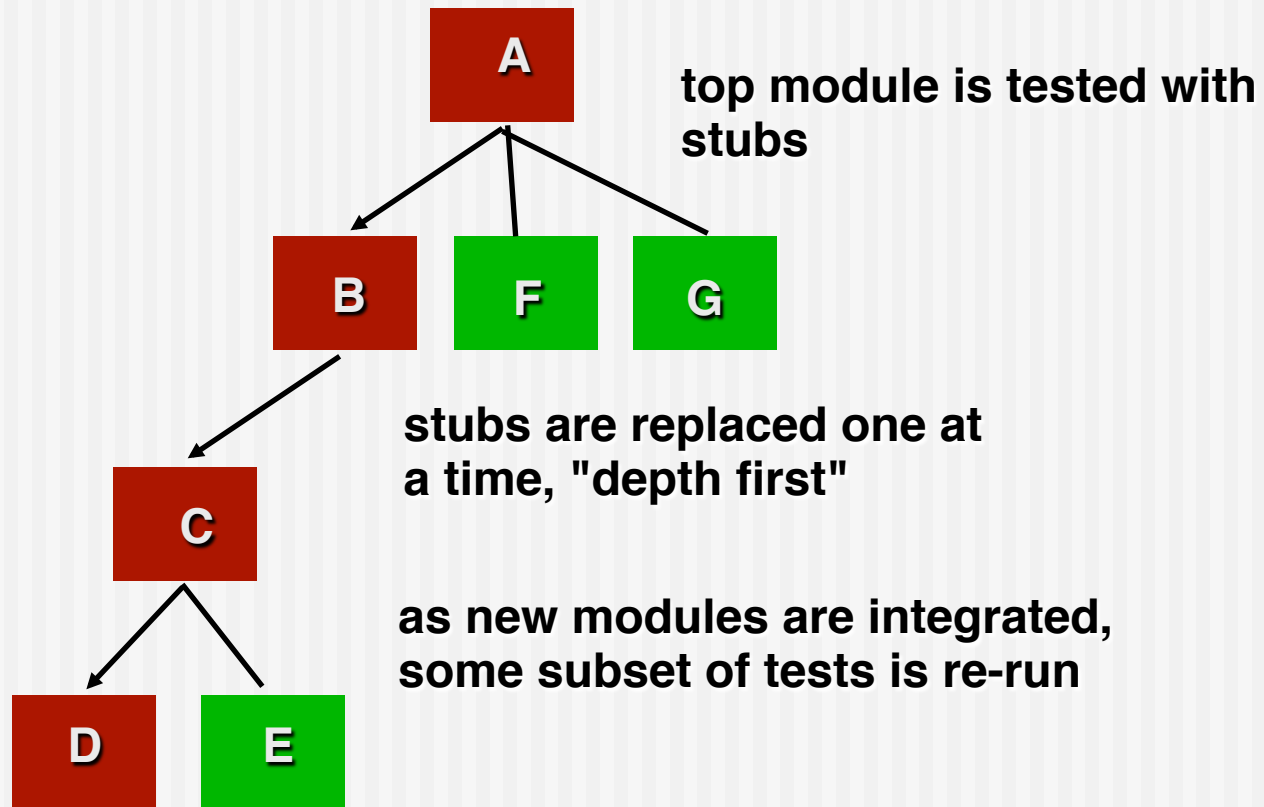 A
top module is tested with
stubs
B
F
G
stubs are replaced one at
a time, "depth first"
C
as new modules are integrated,
some subset of tests is re-run
D
E